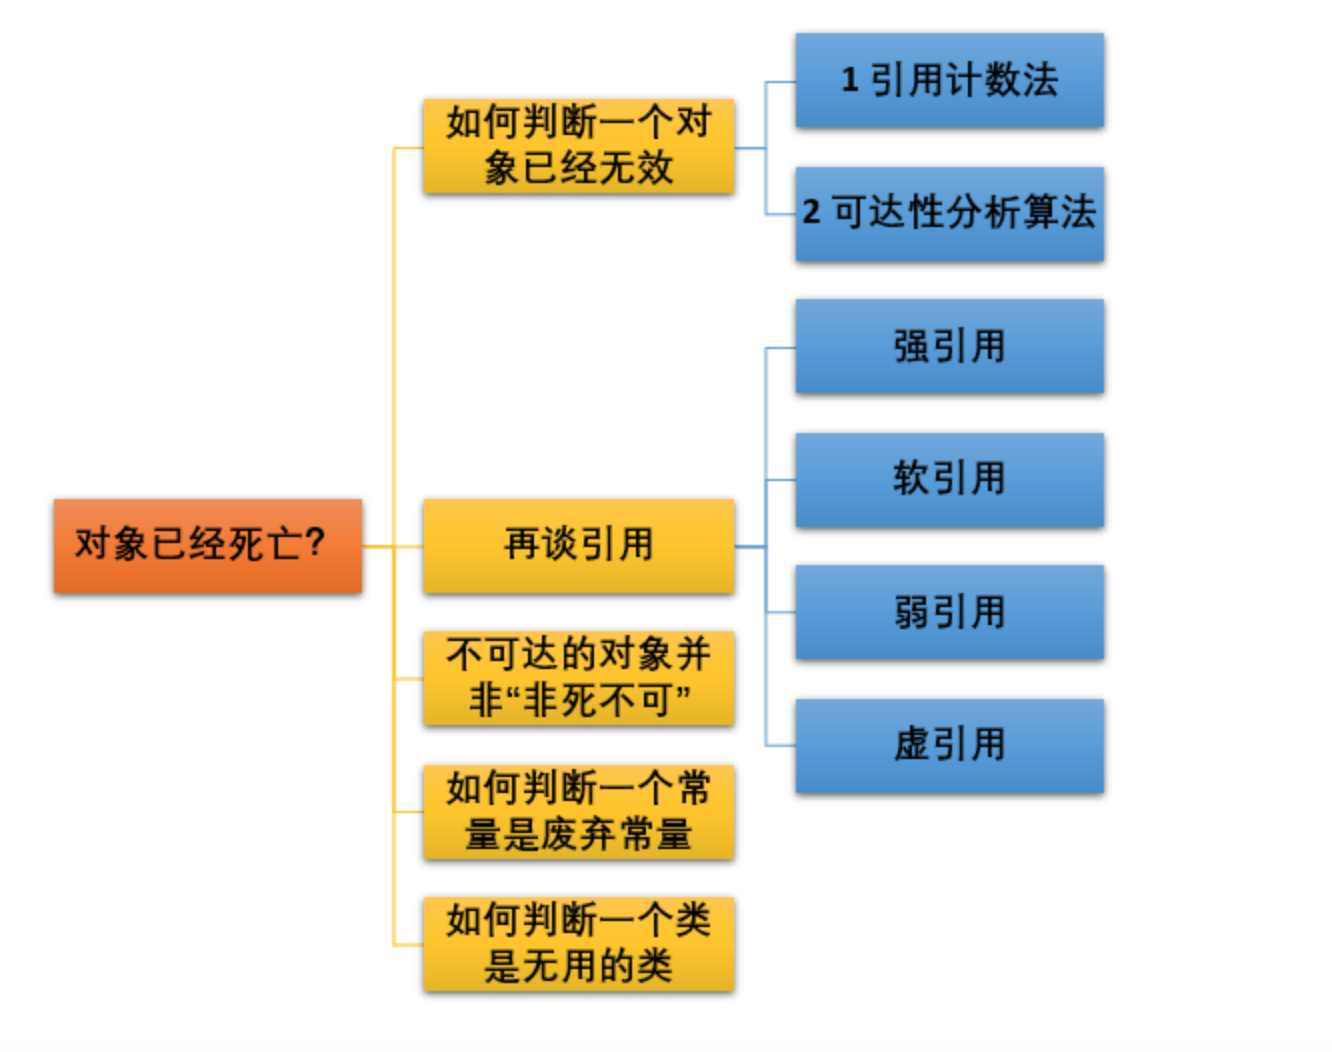 对象已经死亡?
如何判断一个对
象已经无效
1 引用计数法
2 可达性分析算法
再谈引用
强引用
软引用
弱引用
虚引用
不可达的对象并
非“非死不可”
如何判断一个常
量是废弃常量
如何判断一个类
是无用的类